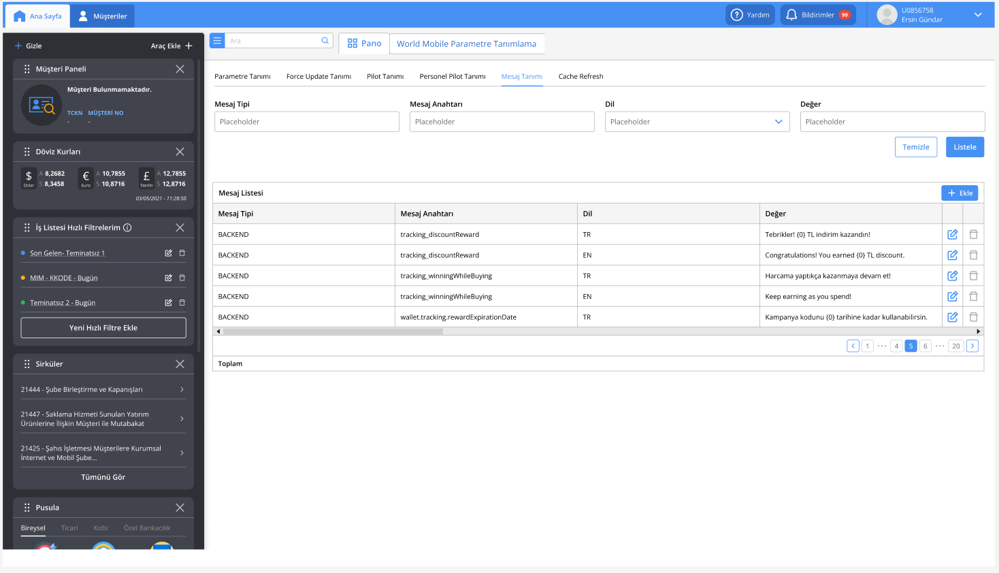 Ana Sayfa
Müşteriler
Yardım
Bildirimler 99
U0856758
Ersin Gündar
Gizle
Araç Ekle
Müşteri Paneli
Müşteri Bulunmamaktadır.
TCKN MÜŞTERİ NO
- -
Döviz Kurları
$ Dolar A 8,2682 S 8,3458
€ Euro A 10,7855 S 10,8716
£ Sterlin A 12,7855 S 12,8716
03/05/2021 - 11:28:50
İş Listesi Hızlı Filtrelerim
Son Gelen- Teminatsız 1
MIM - KKODE - Bugün
Teminatsız 2 - Bugün
Yeni Hızlı Filtre Ekle
Sirküler
21444 - Şube Birleştirme ve Kapanışları
21447 - Saklama Hizmeti Sunulan Yatırım
Ürünlerine İlişkin Müşteri ile Mutabakat
21425 - Şahıs İşletmesi Müşterilere Kurumsal
İnternet ve Mobil Şube...
Tümünü Gör
Pusula
Bireysel Ticari Kobi Özel Bankacılık
Ara
Pano
World Mobile Parametre Tanımlama
Parametre Tanımı Force Update Tanımı Pilot Tanımı Personel Pilot Tanımı Mesaj Tanımı Cache Refresh
Mesaj Tipi Mesaj Anahtarı Dil Değer
Placeholder Placeholder Placeholder Placeholder
Temizle Listele
Mesaj Listesi
Ekle
Mesaj Tipi Mesaj Anahtarı Dil Değer
BACKEND tracking_discountReward TR Tebrikler! {0} TL indirim kazandın!
BACKEND tracking_discountReward EN Congratulations! You earned {0} TL discount.
BACKEND tracking_winningWhileBuying TR Harcama yaptıkça kazanmaya devam et!
BACKEND tracking_winningWhileBuying EN Keep earning as you spend!
BACKEND wallet.tracking.rewardExpirationDate TR Kampanya kodunu {0} tarihine kadar kullanabilirsin.
1 ••• 4 5 6 ••• 20
Toplam